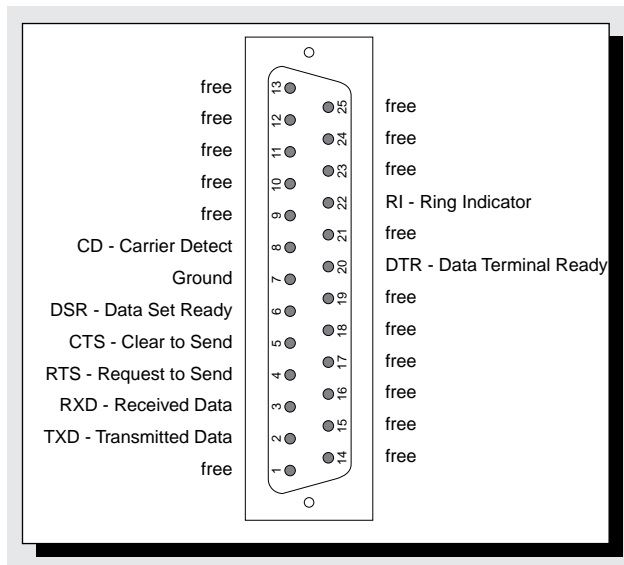 free
13
free
12
free
11
free
10
free
9
CD - Carrier Detect
8
Ground
7
DSR - Data Set Ready
6
CTS - Clear to Send
5
RTS - Request to Send
4
RXD - Received Data
3
TXD - Transmitted Data
2
free
1
25
free
24
free
23
free
22
RI - Ring Indicator
21
free
20
DTR - Data Terminal Ready
19
free
18
free
17
free
16
free
15
free
14
free